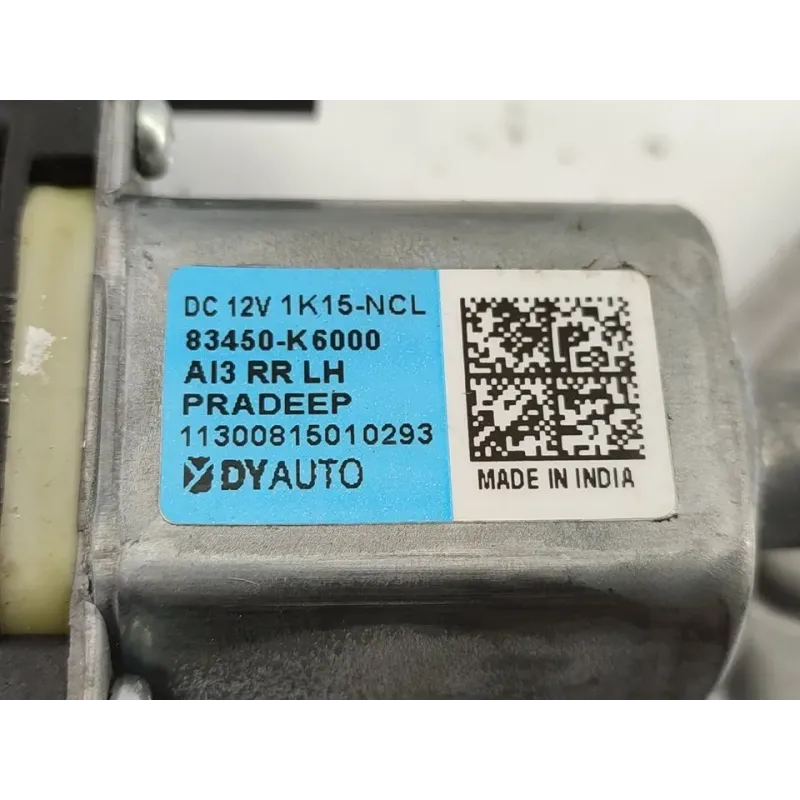 DC 12V 1K15-NCL
83450-K6000
AI3 RR LH
PRADEEP
11300815010293
DYAUTO
MADE IN INDIA